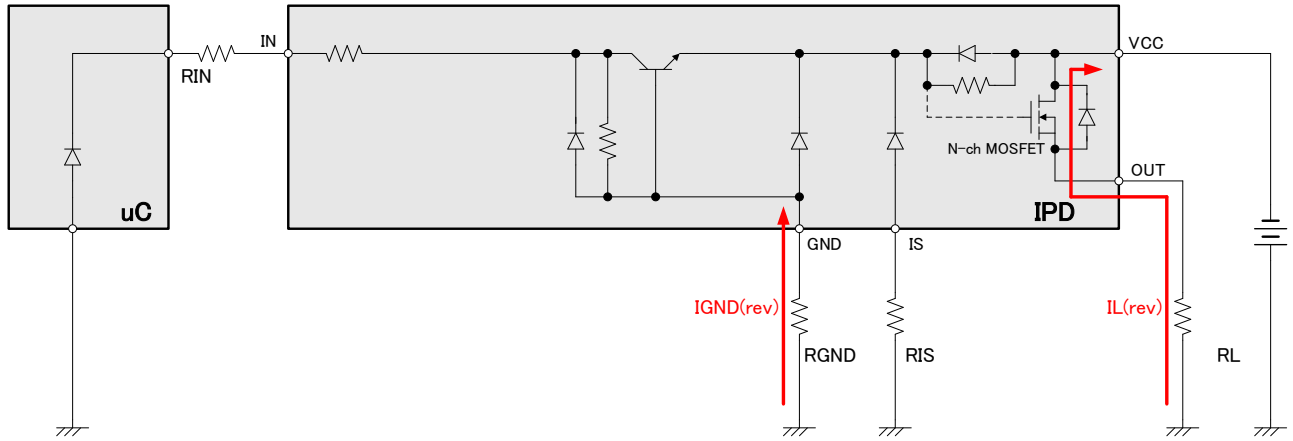 IN
VCC
RIN
N-ch MOSFET
OUT
uC
IPD
GND
IS
IGND(rev)
IL(rev)
RGND
RIS
RL